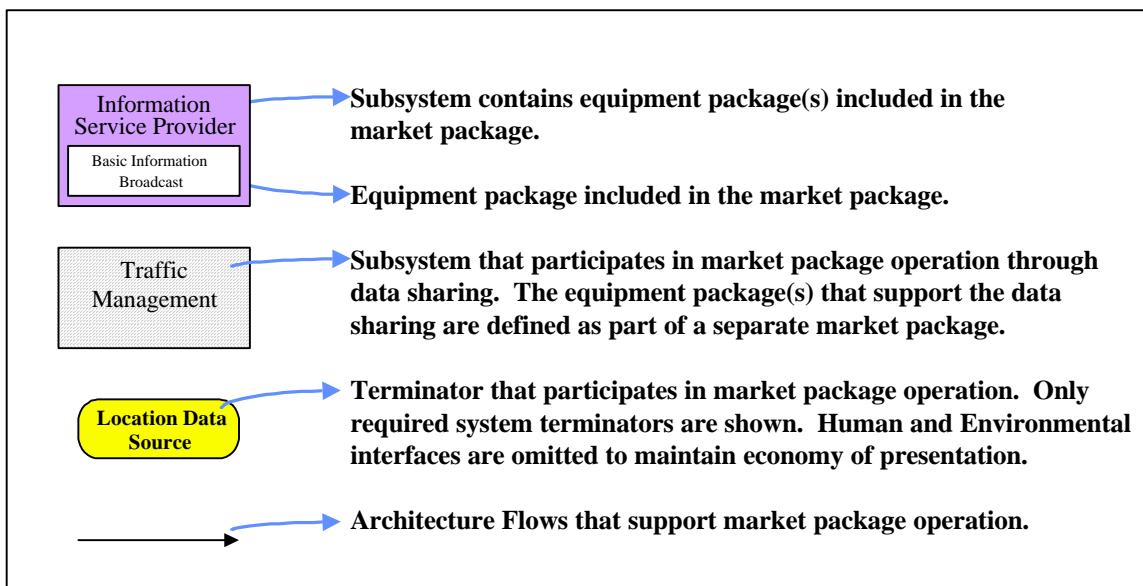 Information
Service Provider
Basic Information
Broadcast
Subsystem contains equipment package(s) included in the
market package.
Equipment package included in the market package.
Traffic
Management
Subsystem that participates in market package operation through
data sharing.  The equipment package(s) that support the data
sharing are defined as part of a separate market package.
Location Data
Source
Terminator that participates in market package operation.  Only
required system terminators are shown.  Human and Environmental
interfaces are omitted to maintain economy of presentation.
Architecture Flows that support market package operation.